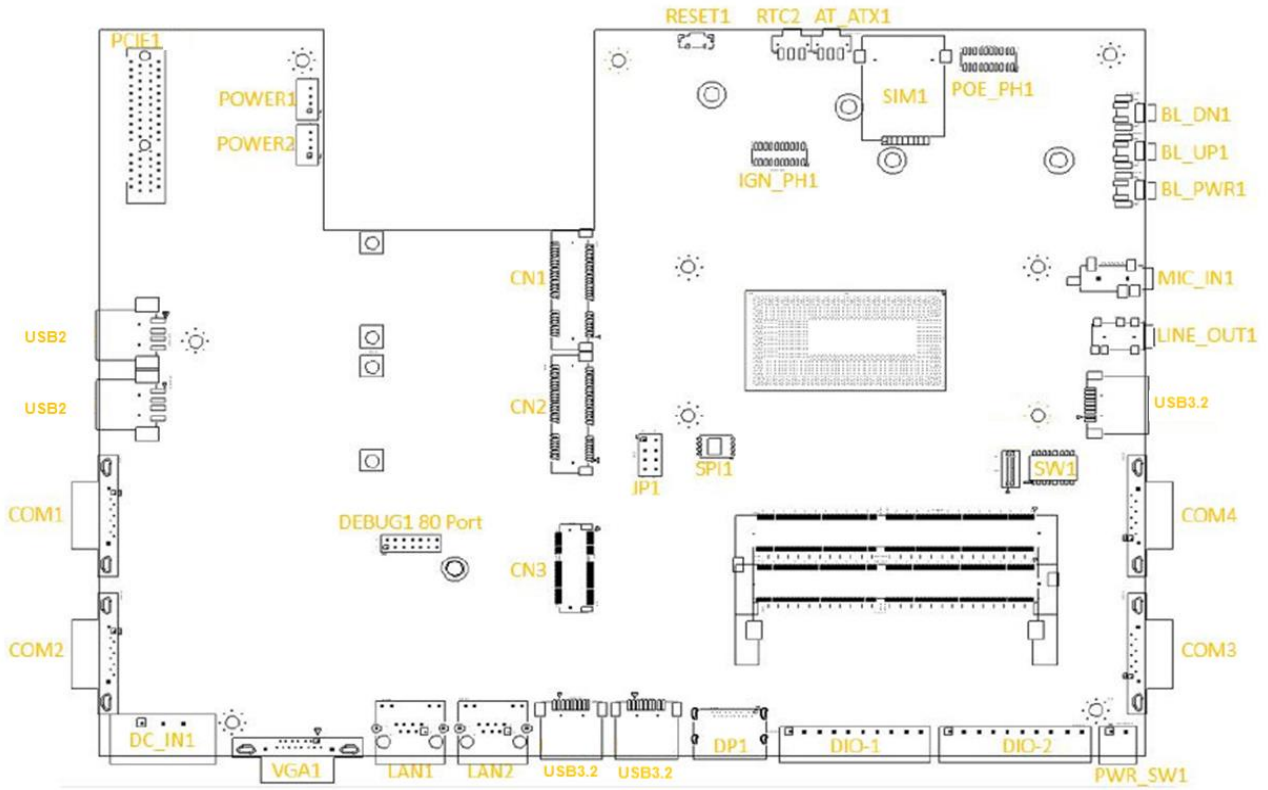 RESET1
RTC2
AT_ATX1
PCIE1
POWER1
POWER2
SIM1
POE_PH1
IGN_PH1
BL_DN1
BL_UP1
BL_PWR1
CN1
MIC_IN1
USB2
LINE_OUT1
USB2
CN2
USB3.2
JP1
SPI1
SW1
COM1
DEBUG1 80 Port
COM4
CN3
COM2
COM3
DC_IN1
VGA1
LAN1
LAN2
USB3.2
USB3.2
DP1
DIO-1
DIO-2
PWR_SW1